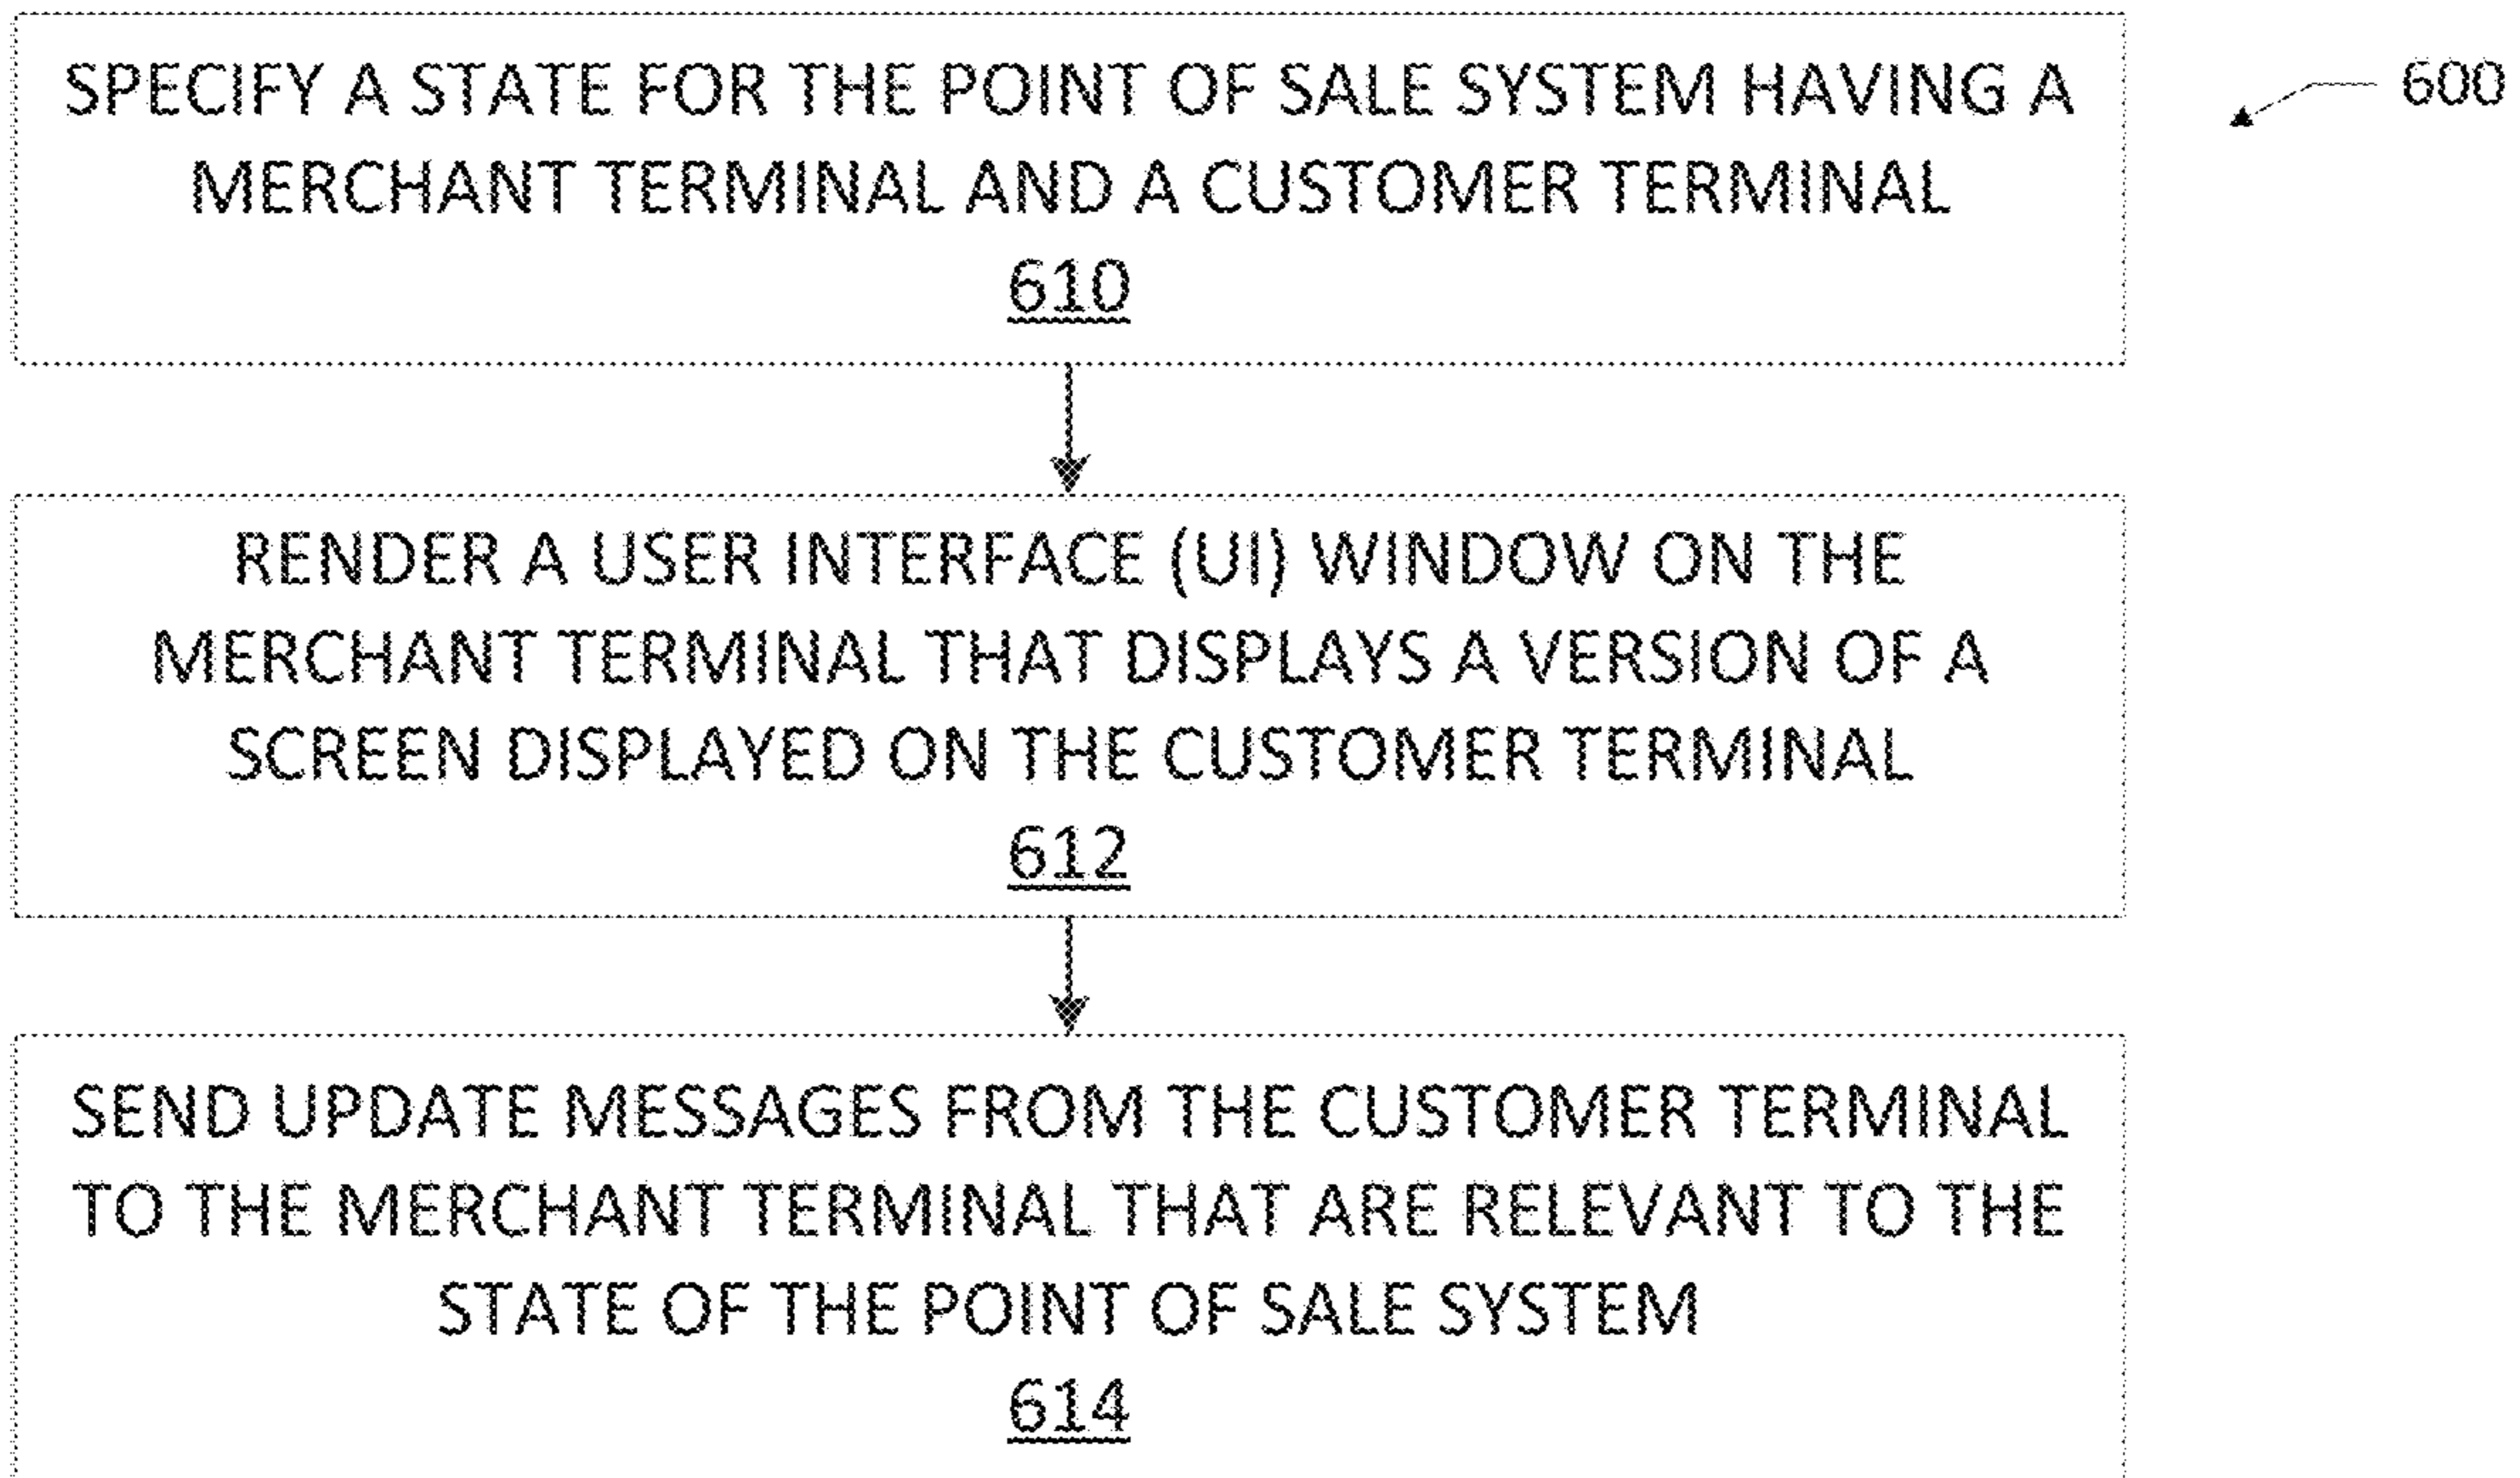 SPECIFY A STATE FOR THE POINT OF SALE SYSTEM HAVING A
MERCHANT TERMINAL AND A CUSTOMER TERMINAL
610
600
RENDER A USER INTERFACE (UI) WINDOW ON THE
MERCHANT TERMINAL THAT DISPLAYS A VERSION OF A
SCREEN DISPLAYED ON THE CUSTOMER TERMINAL
612
SEND UPDATE MESSAGES FROM THE CUSTOMER TERMINAL
TO THE MERCHANT TERMINAL THAT ARE RELEVANT TO THE
STATE OF THE POINT OF SALE SYSTEM
614